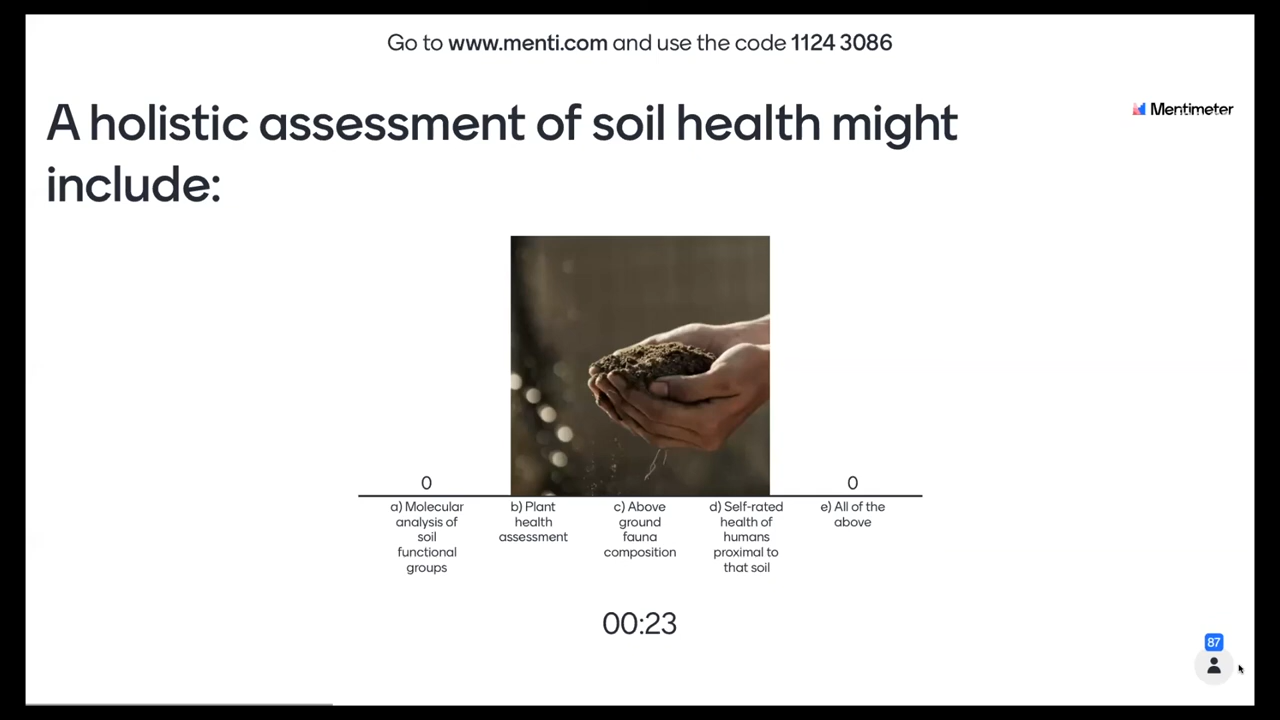 Go to www.menti.com and use the code 1124 3086
A holistic assessment of soil health might
include:
Mentimeter
0
0
a) Molecular
analysis of
soil
functional
groups
b) Plant
health
assessment
c) Above
ground
fauna
composition
d) Self-rated
health of
humans
proximal to
that soil
e) All of the
above
00:23
87